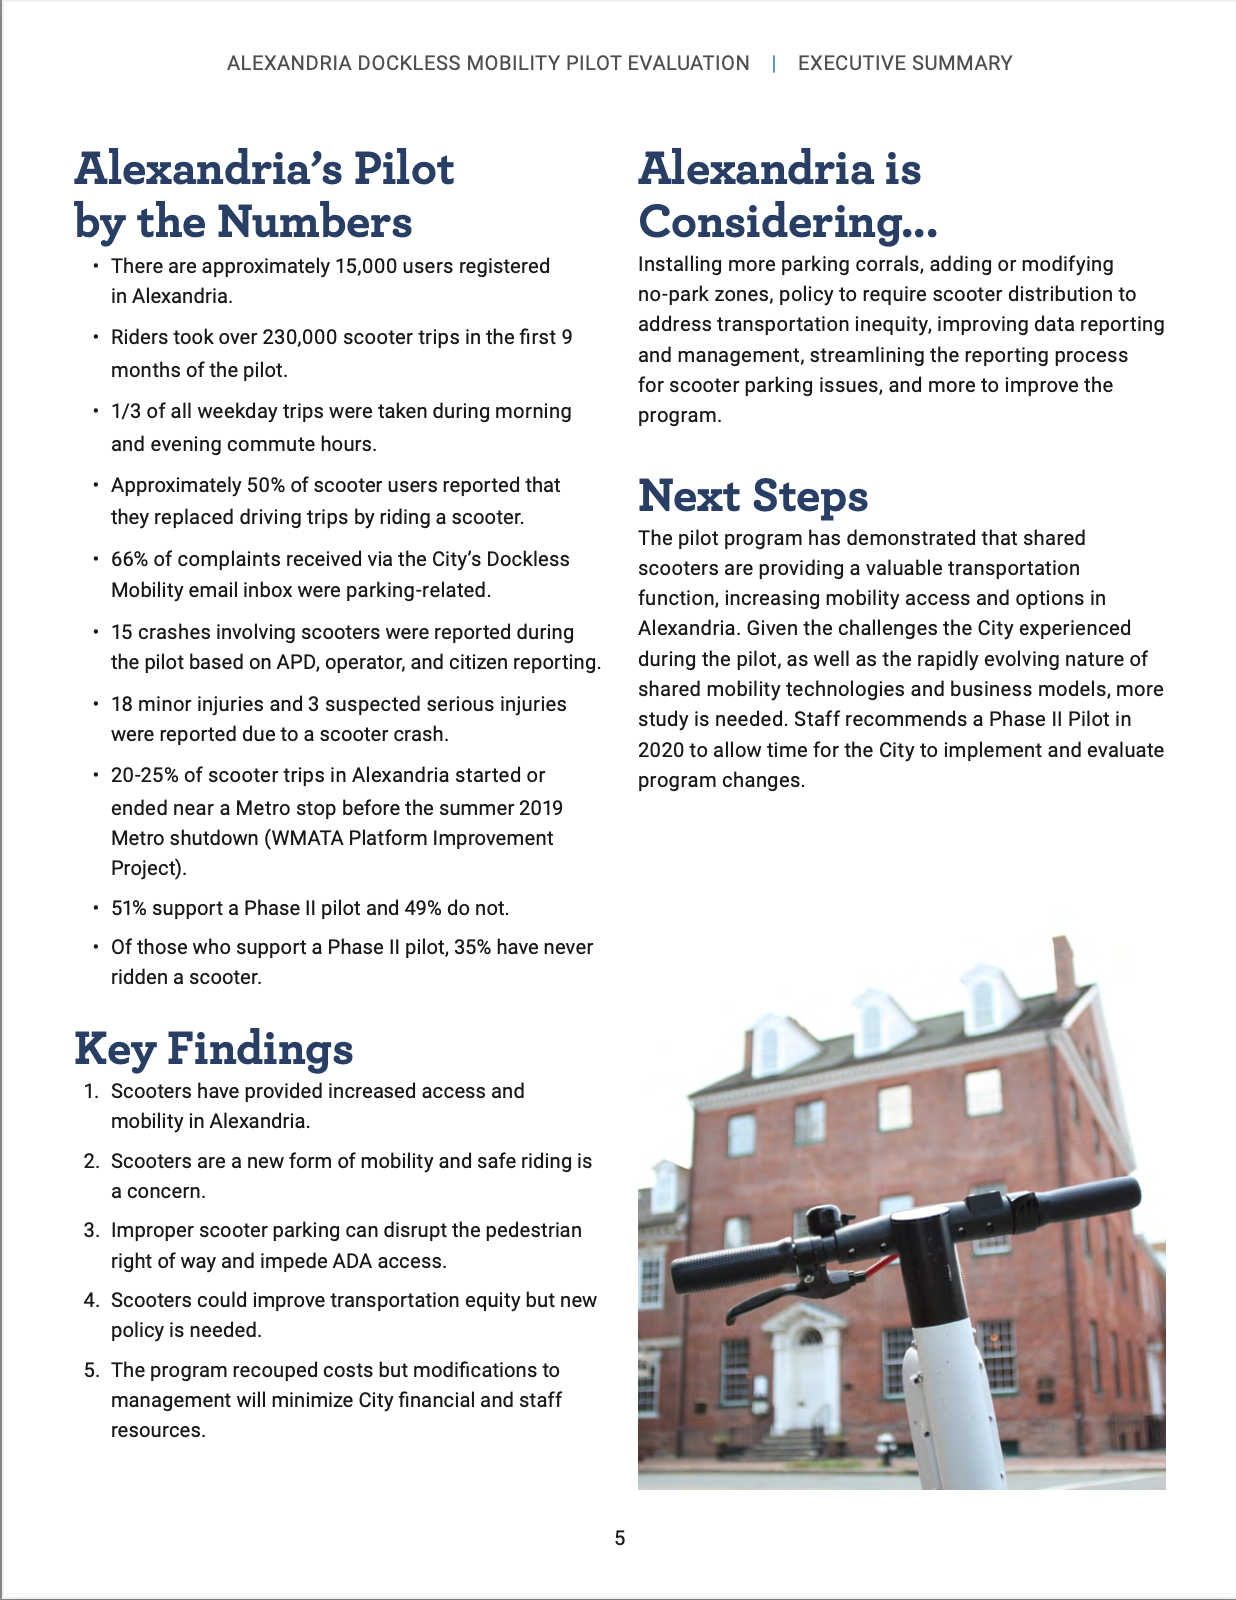 ALEXANDRIA DOCKLESS MOBILITY PILOT EVALUATION | EXECUTIVE SUMMARY
Alexandria’s Pilot
by the Numbers
• There are approximately 15,000 users registered
in Alexandria.
• Riders took over 230,000 scooter trips in the first 9
months of the pilot.
• 1/3 of all weekday trips were taken during morning
and evening commute hours.
• Approximately 50% of scooter users reported that
they replaced driving trips by riding a scooter.
• 66% of complaints received via the City’s Dockless
Mobility email inbox were parking-related.
• 15 crashes involving scooters were reported during
the pilot based on APD, operator, and citizen reporting.
• 18 minor injuries and 3 suspected serious injuries
were reported due to a scooter crash.
• 20-25% of scooter trips in Alexandria started or
ended near a Metro stop before the summer 2019
Metro shutdown (WMATA Platform Improvement
Project).
• 51% support a Phase II pilot and 49% do not.
• Of those who support a Phase II pilot, 35% have never
ridden a scooter.
Key Findings
1. Scooters have provided increased access and
mobility in Alexandria.
2. Scooters are a new form of mobility and safe riding is
a concern.
3. Improper scooter parking can disrupt the pedestrian
right of way and impede ADA access.
4. Scooters could improve transportation equity but new
policy is needed.
5. The program recouped costs but modifications to
management will minimize City financial and staff
resources.
Alexandria is
Considering...
Installing more parking corrals, adding or modifying
no-park zones, policy to require scooter distribution to
address transportation inequity, improving data reporting
and management, streamlining the reporting process
for scooter parking issues, and more to improve the
program.
Next Steps
The pilot program has demonstrated that shared
scooters are providing a valuable transportation
function, increasing mobility access and options in
Alexandria. Given the challenges the City experienced
during the pilot, as well as the rapidly evolving nature of
shared mobility technologies and business models, more
study is needed. Staff recommends a Phase II Pilot in
2020 to allow time for the City to implement and evaluate
program changes.
5